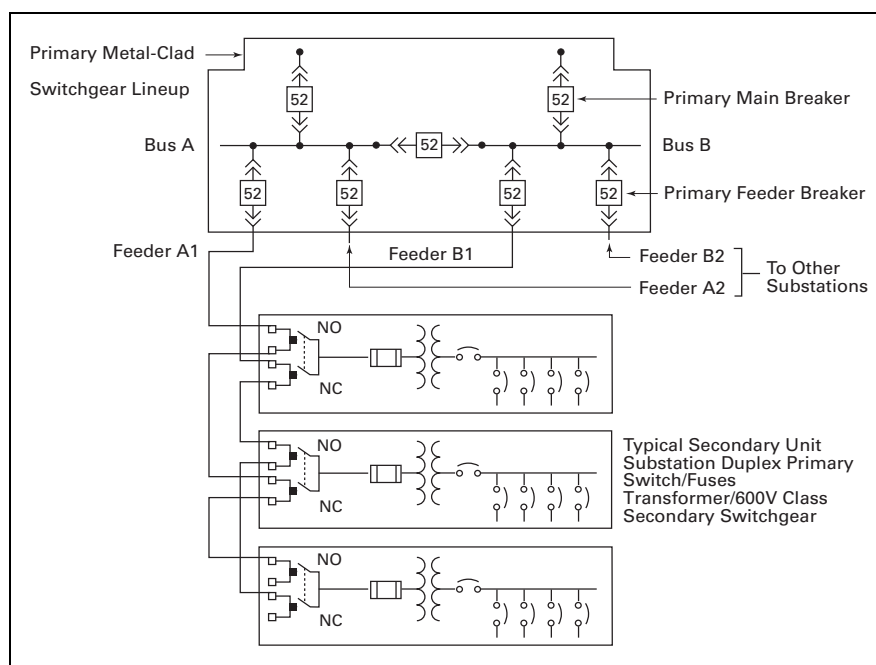 Primary Metal-Clad
Switchgear Lineup
52
52
Primary Main Breaker
Bus A
52
Bus B
52
52
52
52
Primary Feeder Breaker
Feeder A1
Feeder B1
Feeder B2
Feeder A2
To Other
Substations
NO
NC
NO
NC
Typical Secondary Unit
Substation Duplex Primary
Switch/Fuses
Transformer/600V Class
Secondary Switchgear
NO
NC